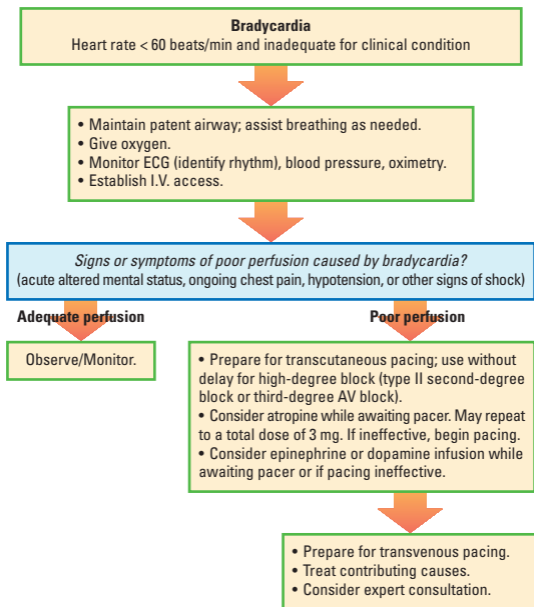 Bradycardia
Heart rate < 60 beats/min and inadequate for clinical condition
• Maintain patent airway; assist breathing as needed.
• Give oxygen.
• Monitor ECG (identify rhythm), blood pressure, oximetry.
• Establish I.V. access.
Signs or symptoms of poor perfusion caused by bradycardia?
(acute altered mental status, ongoing chest pain, hypotension, or other signs of shock)
Adequate perfusion
Poor perfusion
Observe/Monitor.
• Prepare for transcutaneous pacing; use without
delay for high-degree block (type II second-degree
block or third-degree AV block).
• Consider atropine while awaiting pacer. May repeat
to a total dose of 3 mg. If ineffective, begin pacing.
• Consider epinephrine or dopamine infusion while
awaiting pacer or if pacing ineffective.
• Prepare for transvenous pacing.
• Treat contributing causes.
• Consider expert consultation.